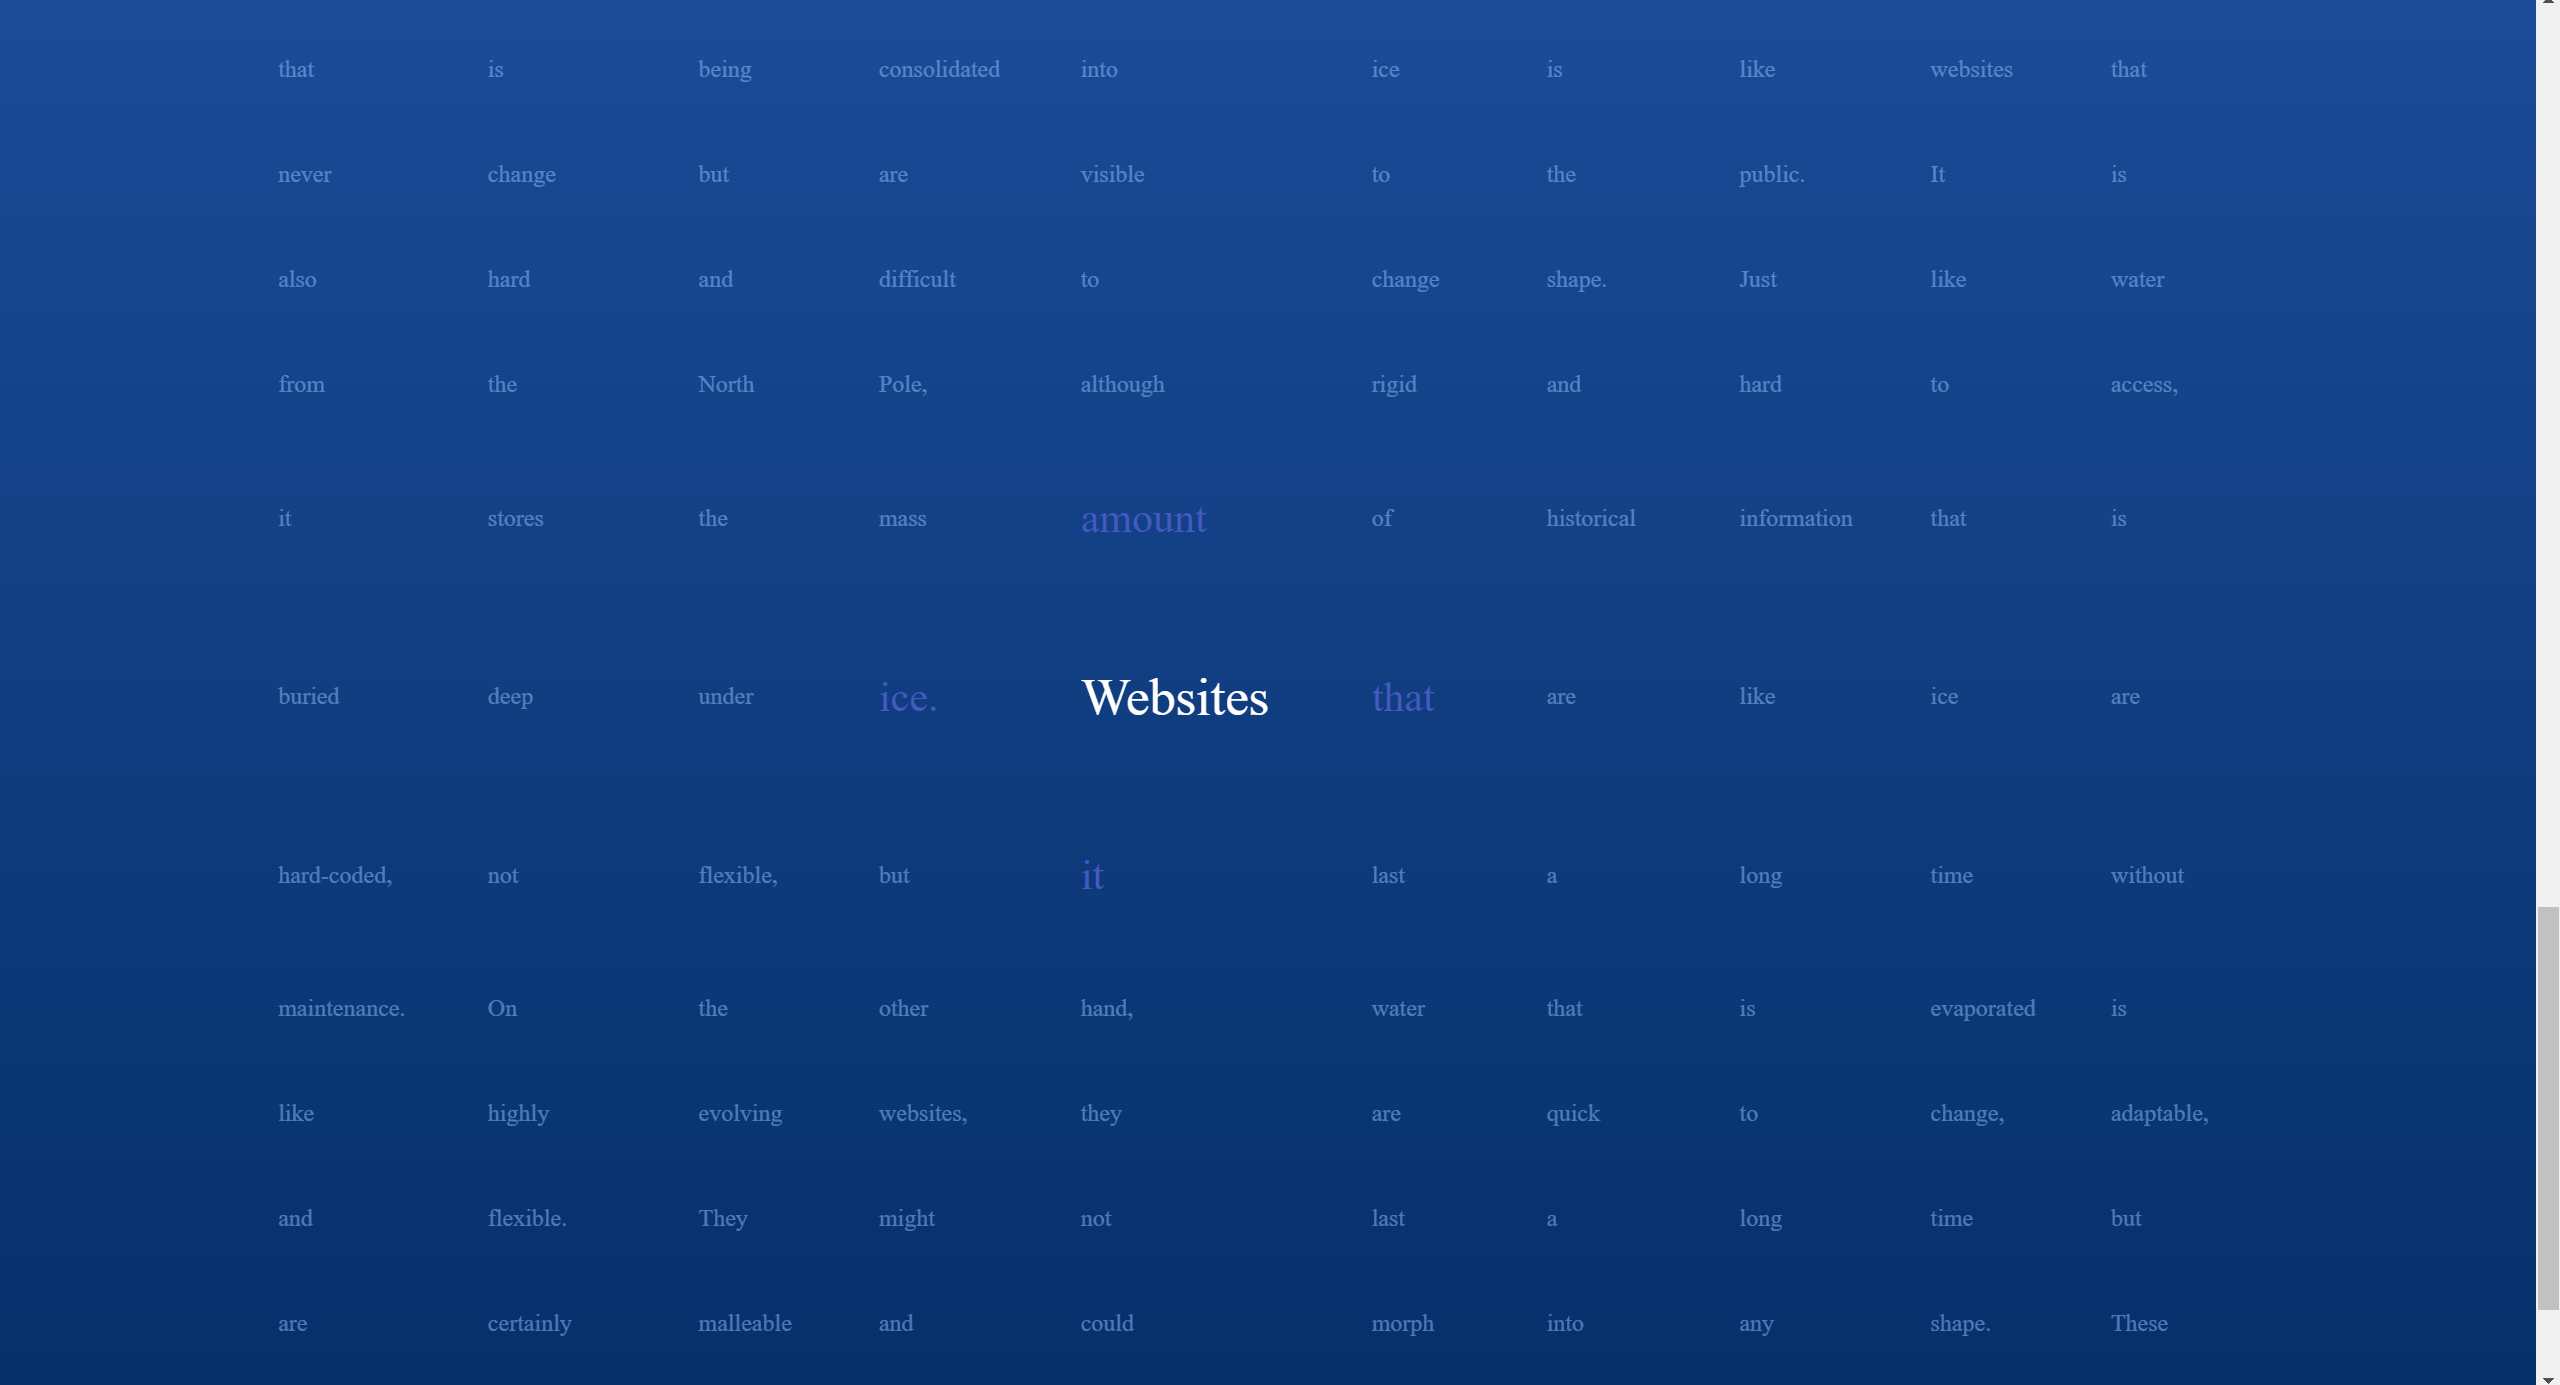 that is being consolidated into ice is like websites that
never change but are visible to the public. It is
also hard and difficult to change shape. Just like water
from the North Pole, although rigid and hard to access,
it stores the mass amount of historical information that is
buried deep under ice. Websites that are like ice are
hard-coded, not flexible, but it last a long time without
maintenance. On the other hand, water that is evaporated is
like highly evolving websites, they are quick to change, adaptable,
and flexible. They might not last a long time but
are certainly malleable and could morph into any shape. These